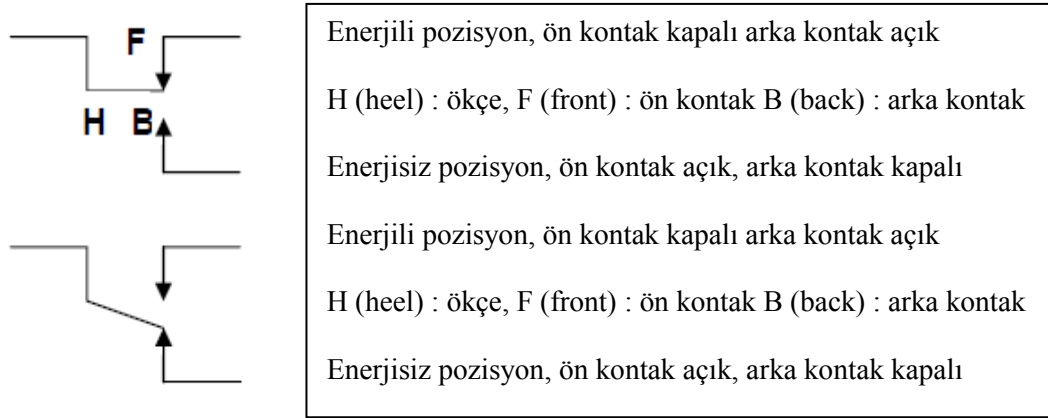 F
H B
Enerjili pozisyon, ön kontak kapalı arka kontak açık
H (heel) : ökçe, F (front) : ön kontak B (back) : arka kontak
Enerjisiz pozisyon, ön kontak açık, arka kontak kapalı
Enerjili pozisyon, ön kontak kapalı arka kontak açık
H (heel) : ökçe, F (front) : ön kontak B (back) : arka kontak
Enerjisiz pozisyon, ön kontak açık, arka kontak kapalı